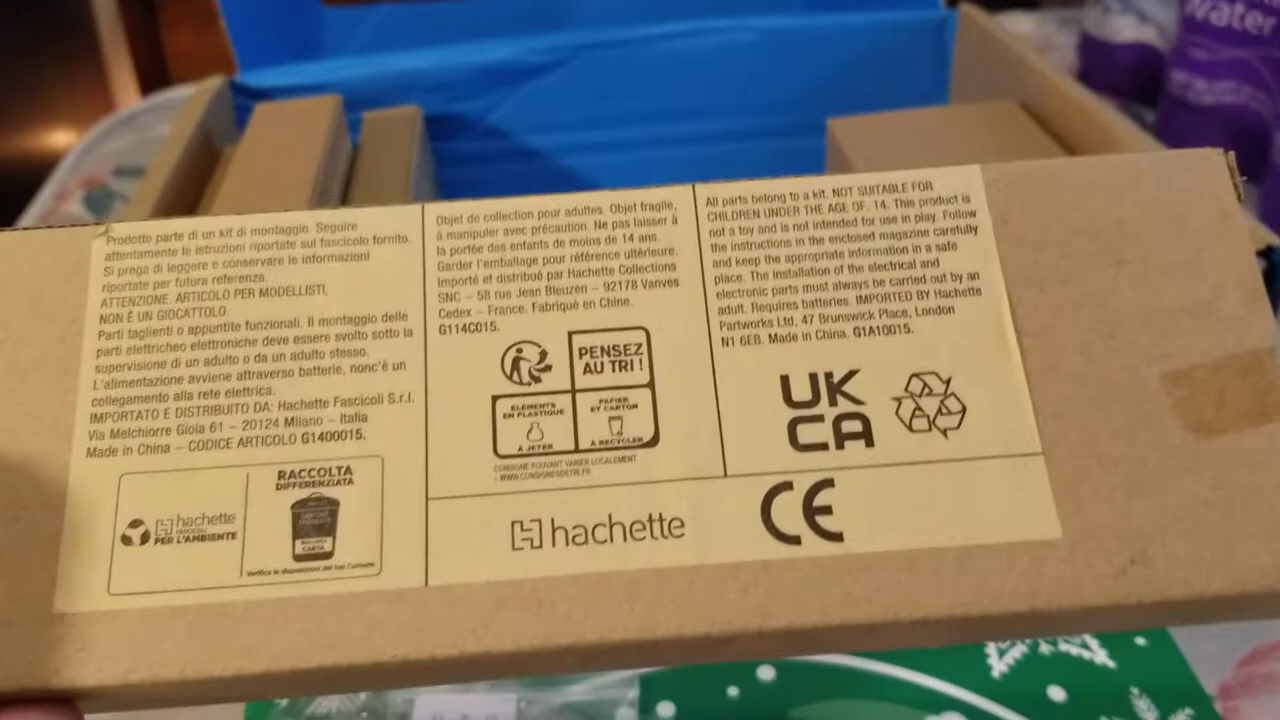 Water
Prodotto parte di un kit di montaggio. Seguire
attentamente le istruzioni riportate sul fascicolo fornito.
Si prega di leggere e conservare le informazioni
riportate per futura referenza.
ATTENZIONE. ARTICOLO PER MODELLISTI,
NON È UN GIOCATTOLO.
Parti taglienti o appuntite funzionali. Il montaggio delle
parti elettricheo elettroniche deve essere svolto sotto la
supervisione di un adulto o da un adulto stesso.
L'alimentazione avviene attraverso batterie, nonc'è un
collegamento alla rete elettrica.
IMPORTATO E DISTRIBUITO DA: Hachette Fascicoli S.r.l.
Via Melchiorre Gioia 61 – 20124 Milano – Italia
Made in China – CODICE ARTICOLO G1400015.
hachette
FASCICOLI
PER L'AMBIENTE
RACCOLTA
DIFFERENZIATA
Raccolta
CARTA
Verifica le disposizioni del tuo Comune.
Objet de collection pour adultes. Objet fragile,
à manipuler avec précaution. Ne pas laisser à
la portée des enfants de moins de 14 ans.
Garder l'emballage pour référence ultérieure.
Importé et distribué par Hachette Collections
SNC – 58 rue Jean Bleuzen – 92178 Vanves
Cedex – France. Fabriqué en Chine.
G114C015.
PENSEZ
AU TRI !
ÉLÉMENTS
EN PLASTIQUE
À JETER
PAPIER
ET CARTON
À RECYCLER
CONSIGNE POUVANT VARIER LOCALEMENT
> WWW.CONSIGNESDETRI.FR
All parts belong to a kit. NOT SUITABLE FOR
CHILDREN UNDER THE AGE OF. 14. This product is
not a toy and is not intended for use in play. Follow
the instructions in the enclosed magazine carefully
and keep the appropriate information in a safe
place. The installation of the electrical and
electronic parts must always be carried out by an
adult. Requires batteries. IMPORTED BY Hachette
Partworks Ltd, 47 Brunswick Place, London
N1 6EB. Made in China. G1A10015.
UK
CA
hachette
CE